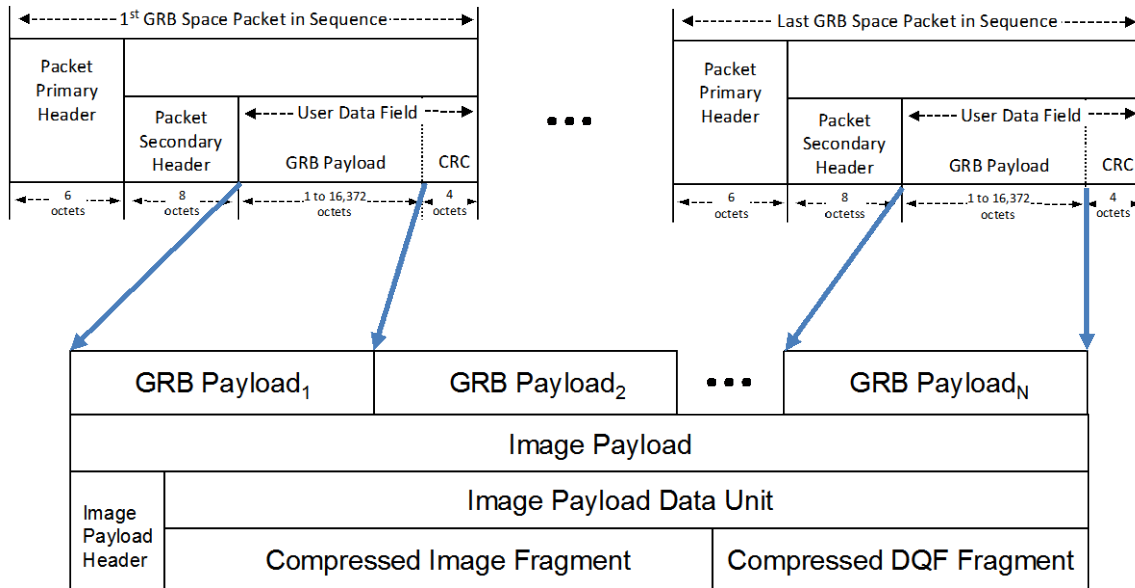 1st GRB Space Packet in Sequence
Packet
Primary
Header
User Data Field
Packet
Secondary
Header
GRB Payload
CRC
6
octets
8
octets
1 to 16,372
octets
4
octets
•••
Last GRB Space Packet in Sequence
Packet
Primary
Header
User Data Field
Packet
Secondary
Header
GRB Payload
CRC
6
octets
8
octetss
1 to 16,372
octets
4
octets
GRB Payload1
GRB Payload2
•••
GRB PayloadN
Image Payload
Image
Payload
Header
Image Payload Data Unit
Compressed Image Fragment
Compressed DQF Fragment